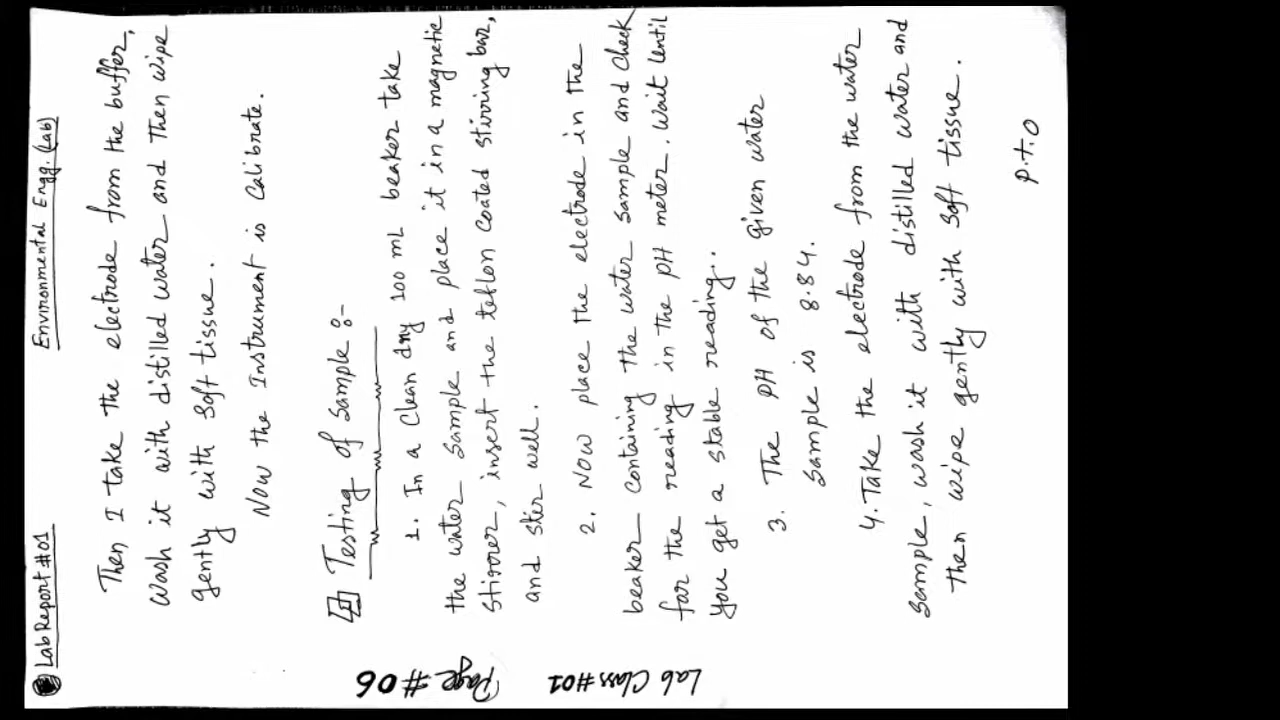 Lab Report #01 Environmental Engg. (Lab)
Then I take the electrode from the buffer,
wash it with distilled water and then wipe
gently with soft tissue.
Now the Instrument is Calibrate.
Testing of Sample :-
1. In a clean dry 100 mL beaker take
the water sample and place it in a magnetic
stirrer, insert the teflon coated stirring bar,
and stir well.
2. Now place the electrode in the
beaker containing the water sample and check
for the reading in the PH meter. Wait until
you get a stable reading..
3. The PH of the given water
sample is 8.84.
4. Take the electrode from the water
sample, wash it with distilled water and
then wipe gently with soft tissue.
P.t.o
Lab Class #01
Page #06